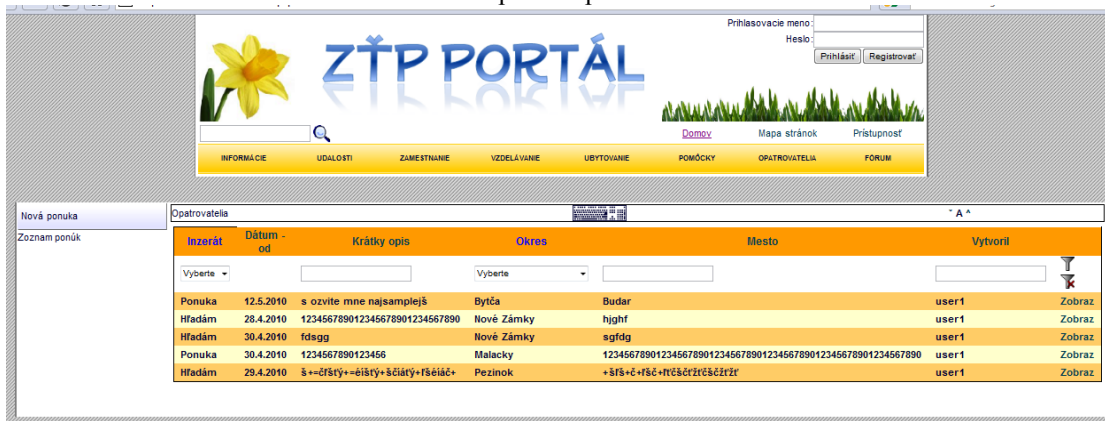 Prihlasovacie meno:
Heslo:
Prihlásiť Registrovať
ZŤP PORTÁL
Domov Mapa stránok Prístupnosť
INFORMÁCIE UDALOSTI ZAMESTNANIE VZDELÁVANIE UBYTOVANIE POMÔCKY OPATROVATELIA FÓRUM
Nová ponuka
Zoznam ponúk
Opatrovatelia ˇ A ^
Inzerát Dátum - od Krátky opis Okres Mesto Vytvoril
Vyberte Vyberte
Ponuka 12.5.2010 s ozvite mne najsamplejš Bytča Budar user1 Zobraz
Hľadám 28.4.2010 123456789012345678901234567890 Nové Zámky hjghf user1 Zobraz
Hľadám 30.4.2010 fdsgg Nové Zámky sgfdg user1 Zobraz
Ponuka 30.4.2010 1234567890123456 Malacky 123456789012345678901234567890123456789012345678901234567890 user1 Zobraz
Hľadám 29.4.2010 Pezinok user1 Zobraz